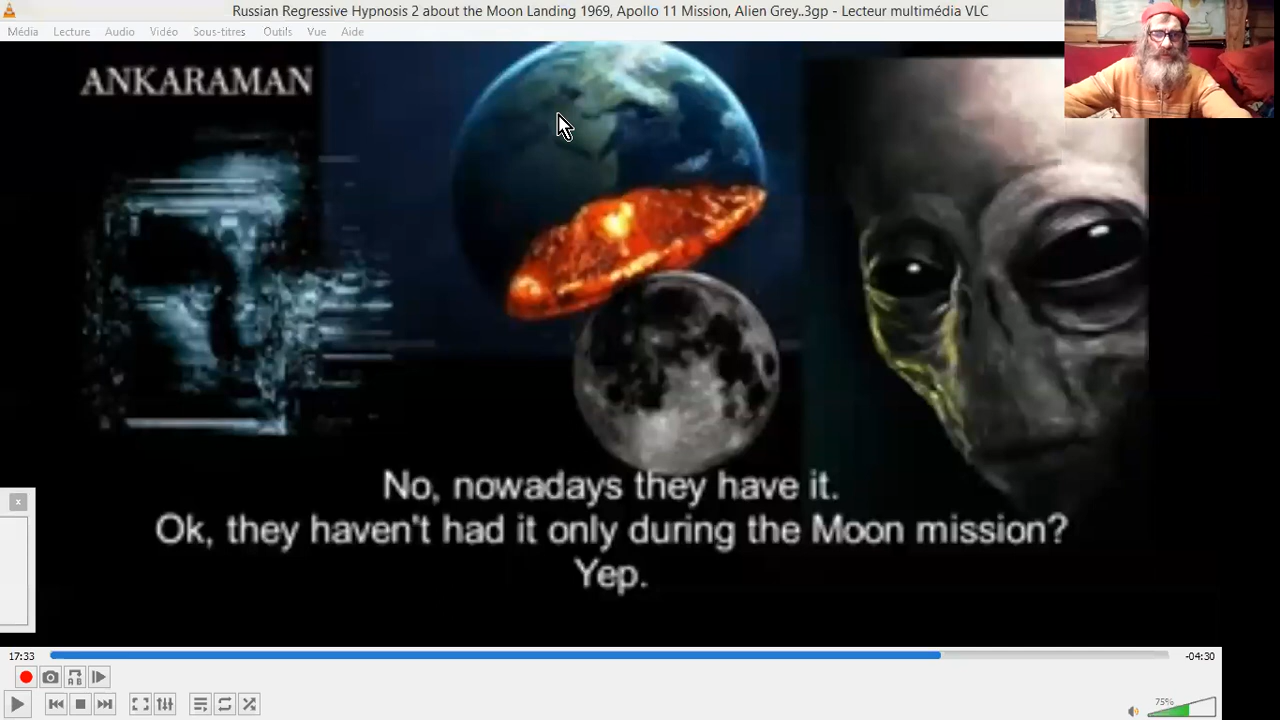 Russian Regressive Hypnosis 2 about the Moon Landing 1969, Apollo 11 Mission, Alien Grey..3gp - Lecteur multimédia VLC
Média Lecture Audio Vidéo Sous-titres Outils Vue Aide
ANKARAMAN
No, nowadays they have it.
Ok, they haven't had it only during the Moon mission?
Yep.
x
17:33 -04:30
A B
75%